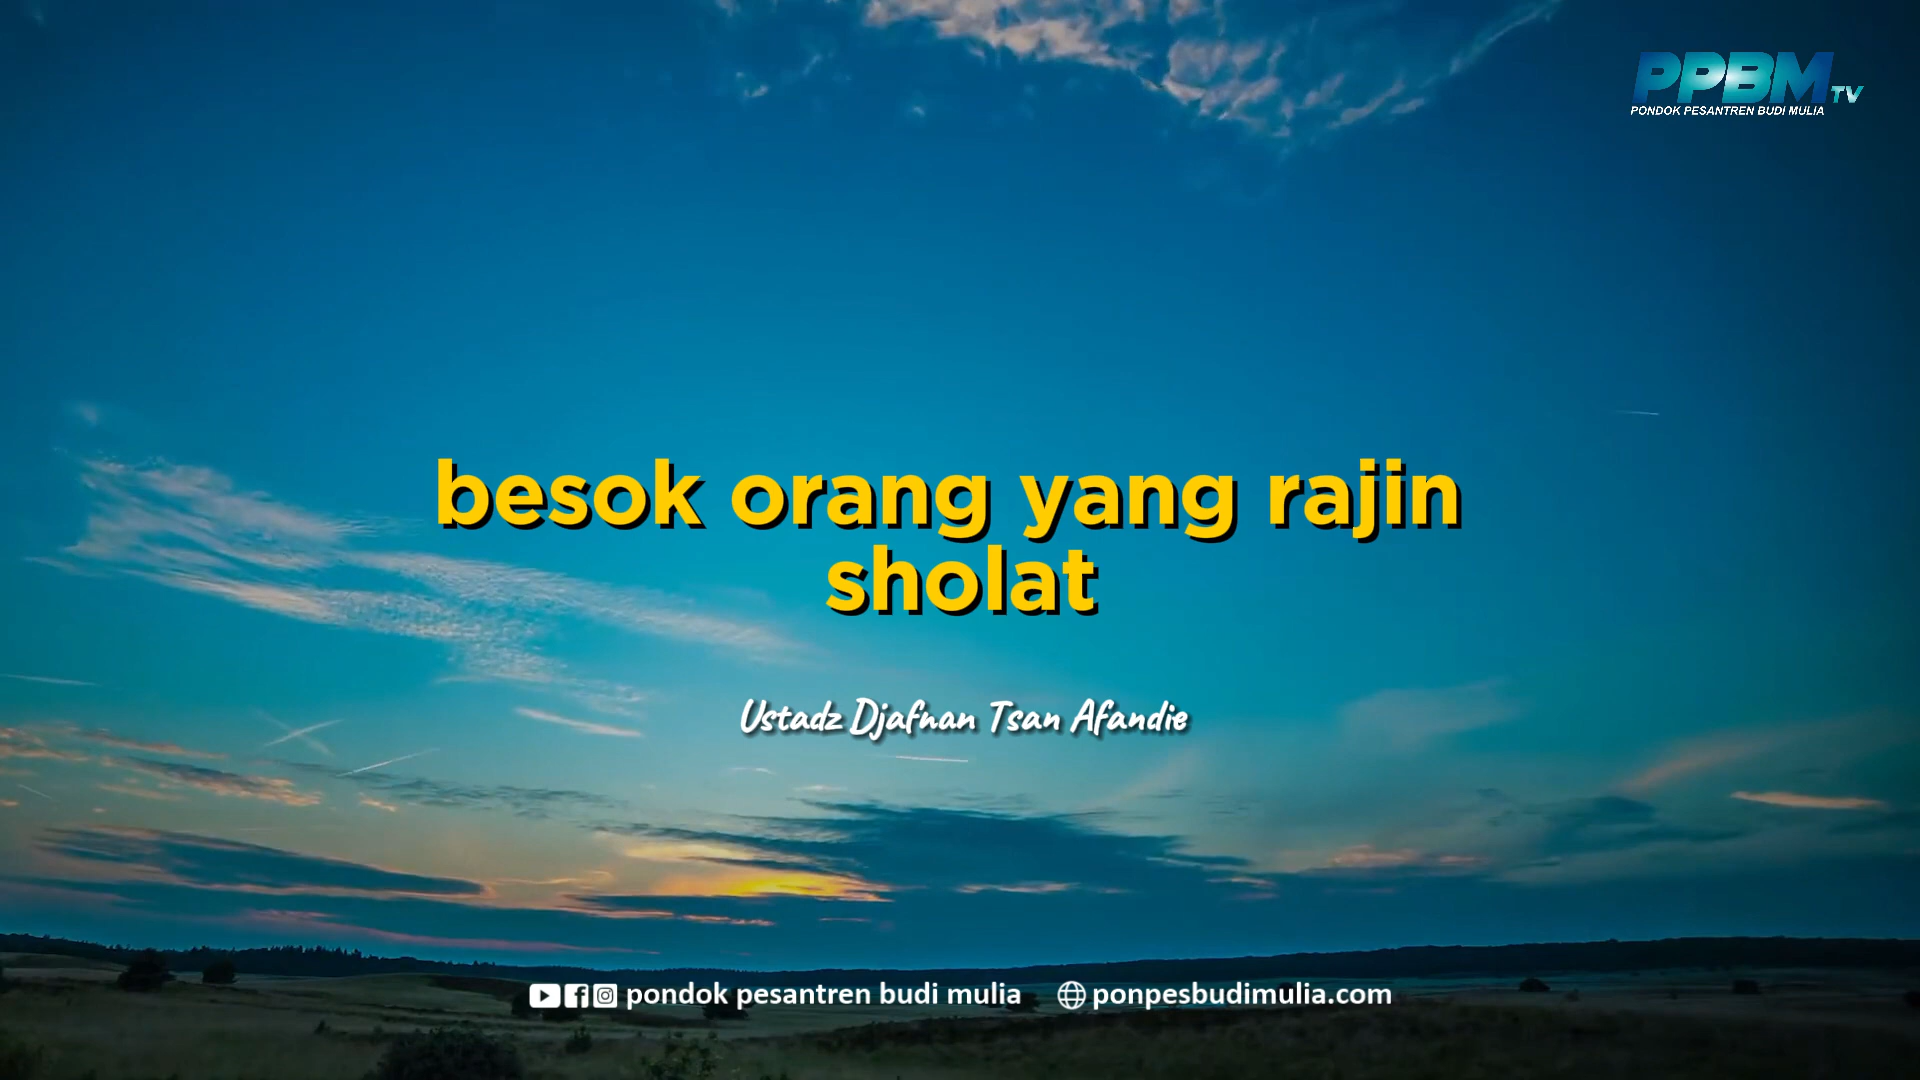 PPBM TV
PONDOK PESANTREN BUDI MULIA
besok orang yang rajin
sholat
Ustadz Djafnan Tsan Afandie
pondok pesantren budi mulia ponpesbudimulia.com